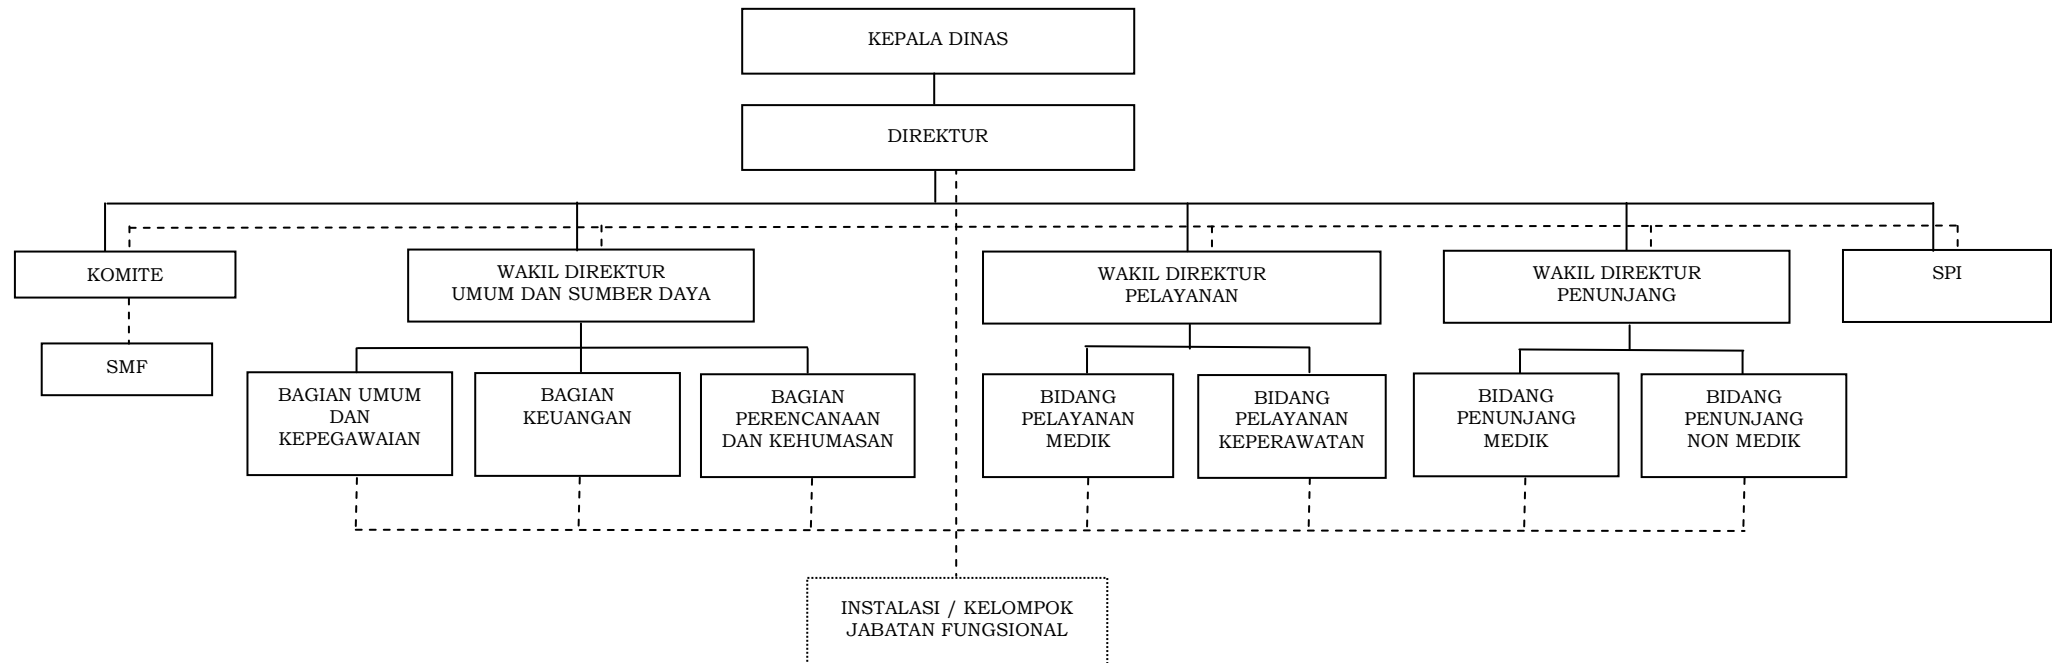 KEPALA DINAS
DIREKTUR
KOMITE
WAKIL DIREKTUR
UMUM DAN SUMBER DAYA
WAKIL DIREKTUR
PELAYANAN
WAKIL DIREKTUR
PENUNJANG
SPI
SMF
BAGIAN UMUM
DAN
KEPEGAWAIAN
BAGIAN
KEUANGAN
BAGIAN
PERENCANAAN
DAN KEHUMASAN
BIDANG
PELAYANAN
MEDIK
BIDANG
PELAYANAN
KEPERAWATAN
BIDANG
PENUNJANG
MEDIK
BIDANG
PENUNJANG
NON MEDIK
INSTALASI / KELOMPOK
JABATAN FUNGSIONAL